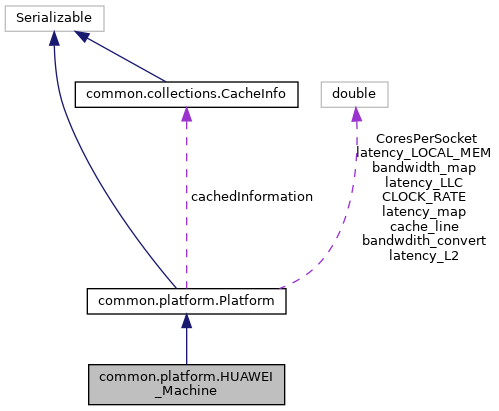 Serializable
common.collections.CacheInfo
double
CoresPerSocket
latency_LOCAL_MEM
bandwidth_map
latency_LLC
CLOCK_RATE
latency_map
cache_line
bandwdith_convert
latency_L2
cachedInformation
common.platform.Platform
common.platform.HUAWEI
_Machine